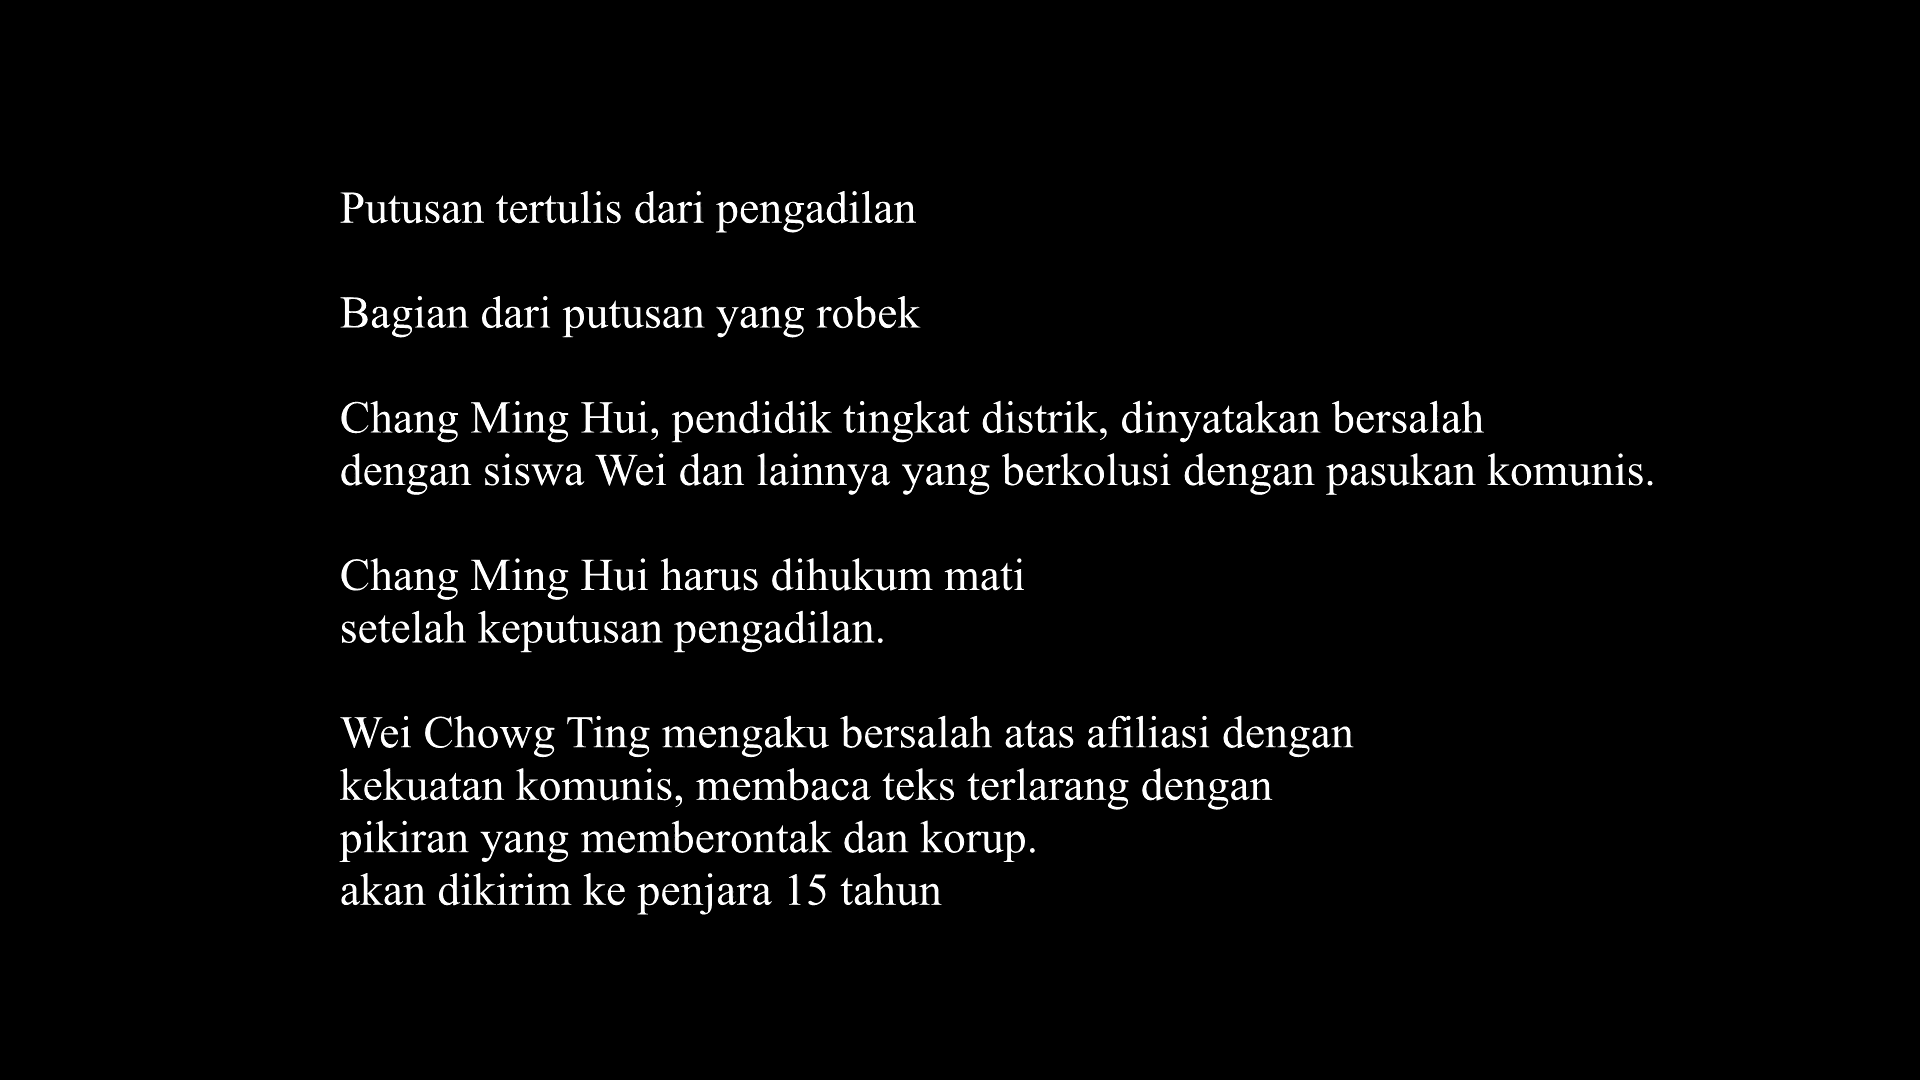 Putusan tertulis dari pengadilan
Bagian dari putusan yang robek
Chang Ming Hui, pendidik tingkat distrik, dinyatakan bersalah
dengan siswa Wei dan lainnya yang berkolusi dengan pasukan komunis.
Chang Ming Hui harus dihukum mati
setelah keputusan pengadilan.
Wei Chowg Ting mengaku bersalah atas afiliasi dengan
kekuatan komunis, membaca teks terlarang dengan
pikiran yang memberontak dan korup.
akan dikirim ke penjara 15 tahun